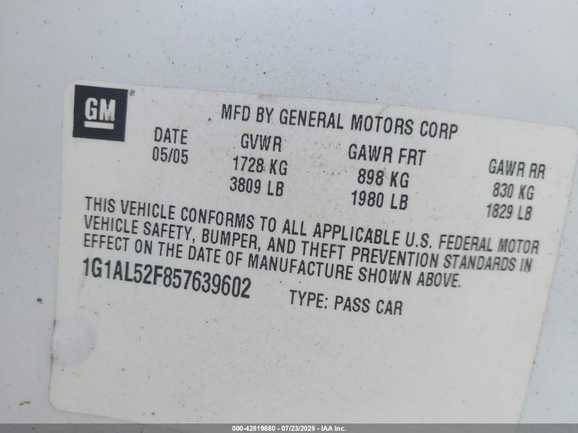 GM
MFD BY GENERAL MOTORS CORP
DATE GVWR GAWR FRT GAWR RR
05/05 1728 KG 898 KG 830 KG
3809 LB 1980 LB 1829 LB
THIS VEHICLE CONFORMS TO ALL APPLICABLE U.S. FEDERAL MOTOR
VEHICLE SAFETY, BUMPER, AND THEFT PREVENTION STANDARDS IN
EFFECT ON THE DATE OF MANUFACTURE SHOWN ABOVE.
1G1AL52F857639602 TYPE: PASS CAR
000-42819880 - 07/23/2025 - IAA, Inc.